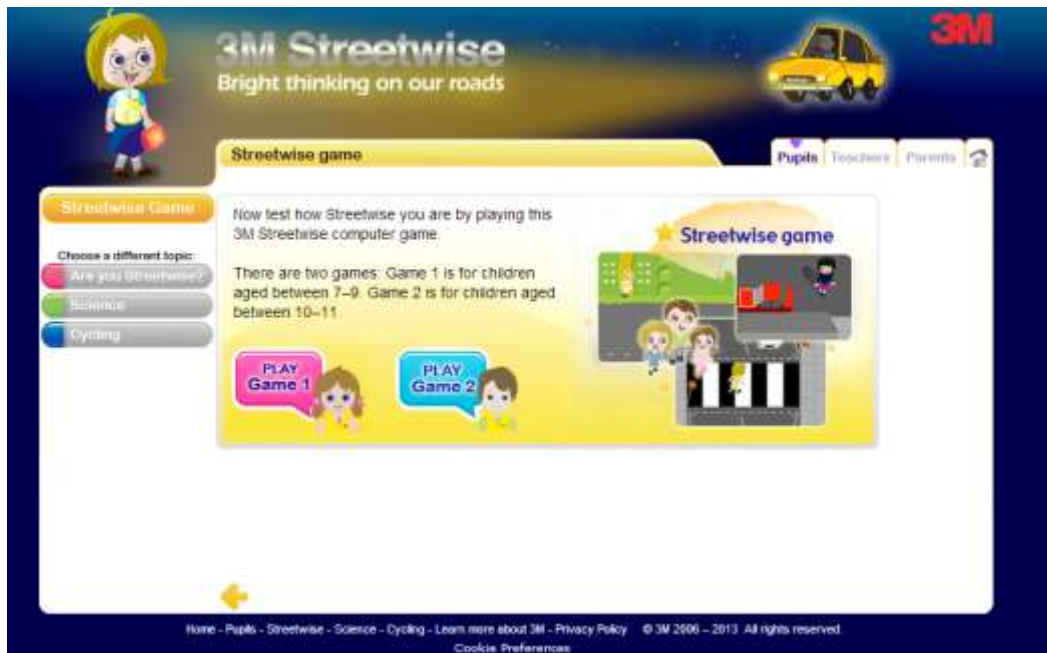 3M Streetwise
Bright thinking on our roads
3M
Streetwise game
Pupils Teachers Parents
Streetwise Game
Choose a different topic:
Are you Streetwise?
Science
Cycling
Now test how Streetwise you are by playing this
3M Streetwise computer game.
There are two games: Game 1 is for children
aged between 7–9. Game 2 is for children aged
between 10–11.
PLAY
Game 1
PLAY
Game 2
Streetwise game
Home - Pupils - Streetwise - Science - Cycling - Learn more about 3M - Privacy Policy © 3M 2006 – 2013. All rights reserved.
Cookie Preferences